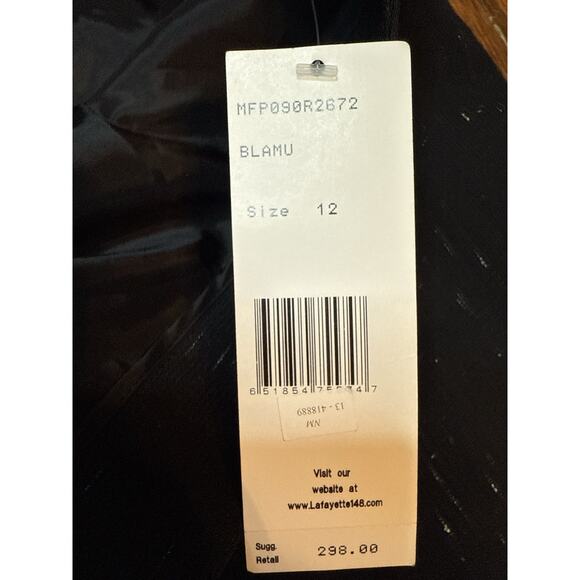 MFP090R2672
BLAMU
Size 12
13-418889
NM
Visit our
website at
www.Lafayette148.com
Sugg. Retail 298.00